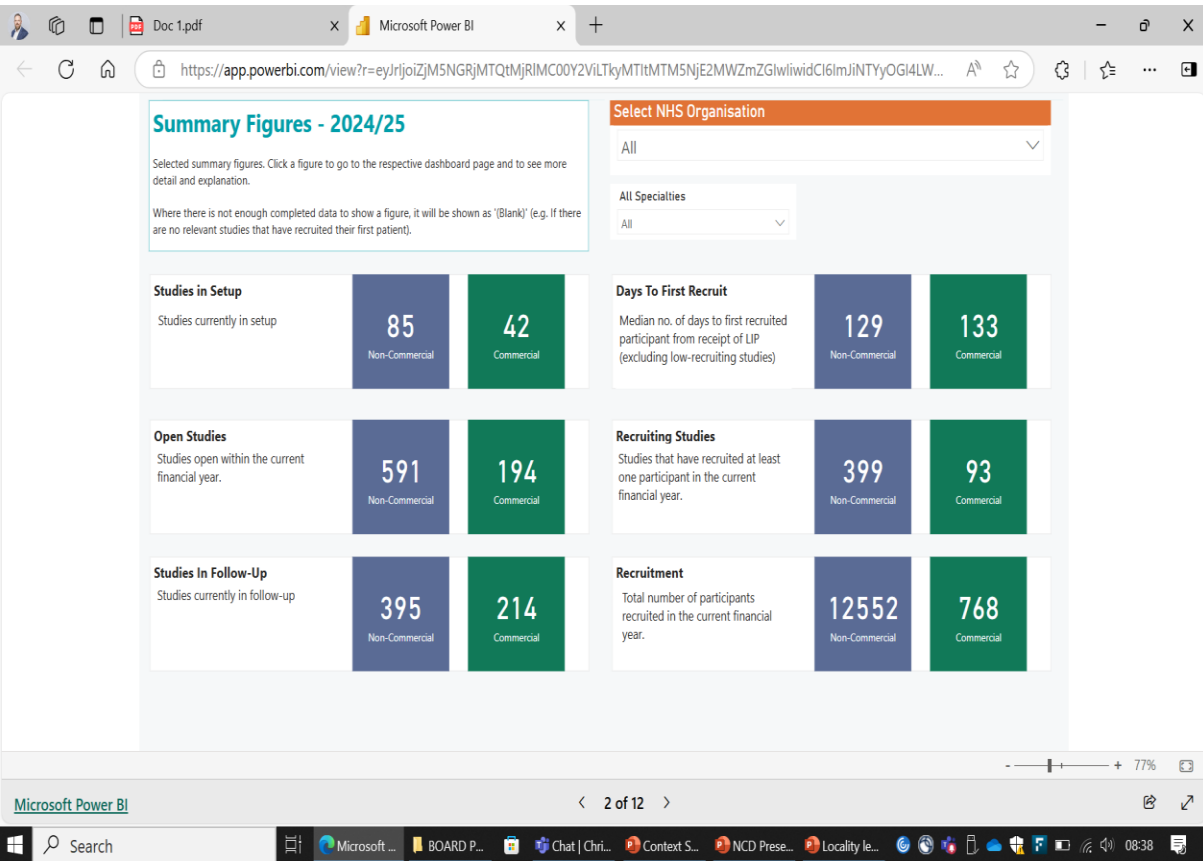 Doc 1.pdf
Microsoft Power BI
https://app.powerbi.com/view?r=
Summary Figures - 2024/25
Selected summary figures. Click a figure to go to the respective dashboard page and to see more
detail and explanation.
Where there is not enough completed data to show a figure, it will be shown as '(Blank)' (e.g. If there
are no relevant studies that have recruited their first patient).
Select NHS Organisation
All
All Specialties
All
Studies in Setup
Studies currently in setup
85
Non-Commercial
42
Commercial
Days To First Recruit
Median no. of days to first recruited
participant from receipt of LIP
(excluding low-recruiting studies)
129
Non-Commercial
133
Commercial
Open Studies
Studies open within the current
financial year.
591
Non-Commercial
194
Commercial
Recruiting Studies
Studies that have recruited at least
one participant in the current
financial year.
399
Non-Commercial
93
Commercial
Studies In Follow-Up
Studies currently in follow-up
395
Non-Commercial
214
Commercial
Recruitment
Total number of participants
recruited in the current financial
year.
12552
Non-Commercial
768
Commercial
- + 77%
Microsoft Power BI
2 of 12
Search
Microsoft ...
BOARD P...
Chat | Chri...
Context S...
NCD Prese...
Locality le...
08:38